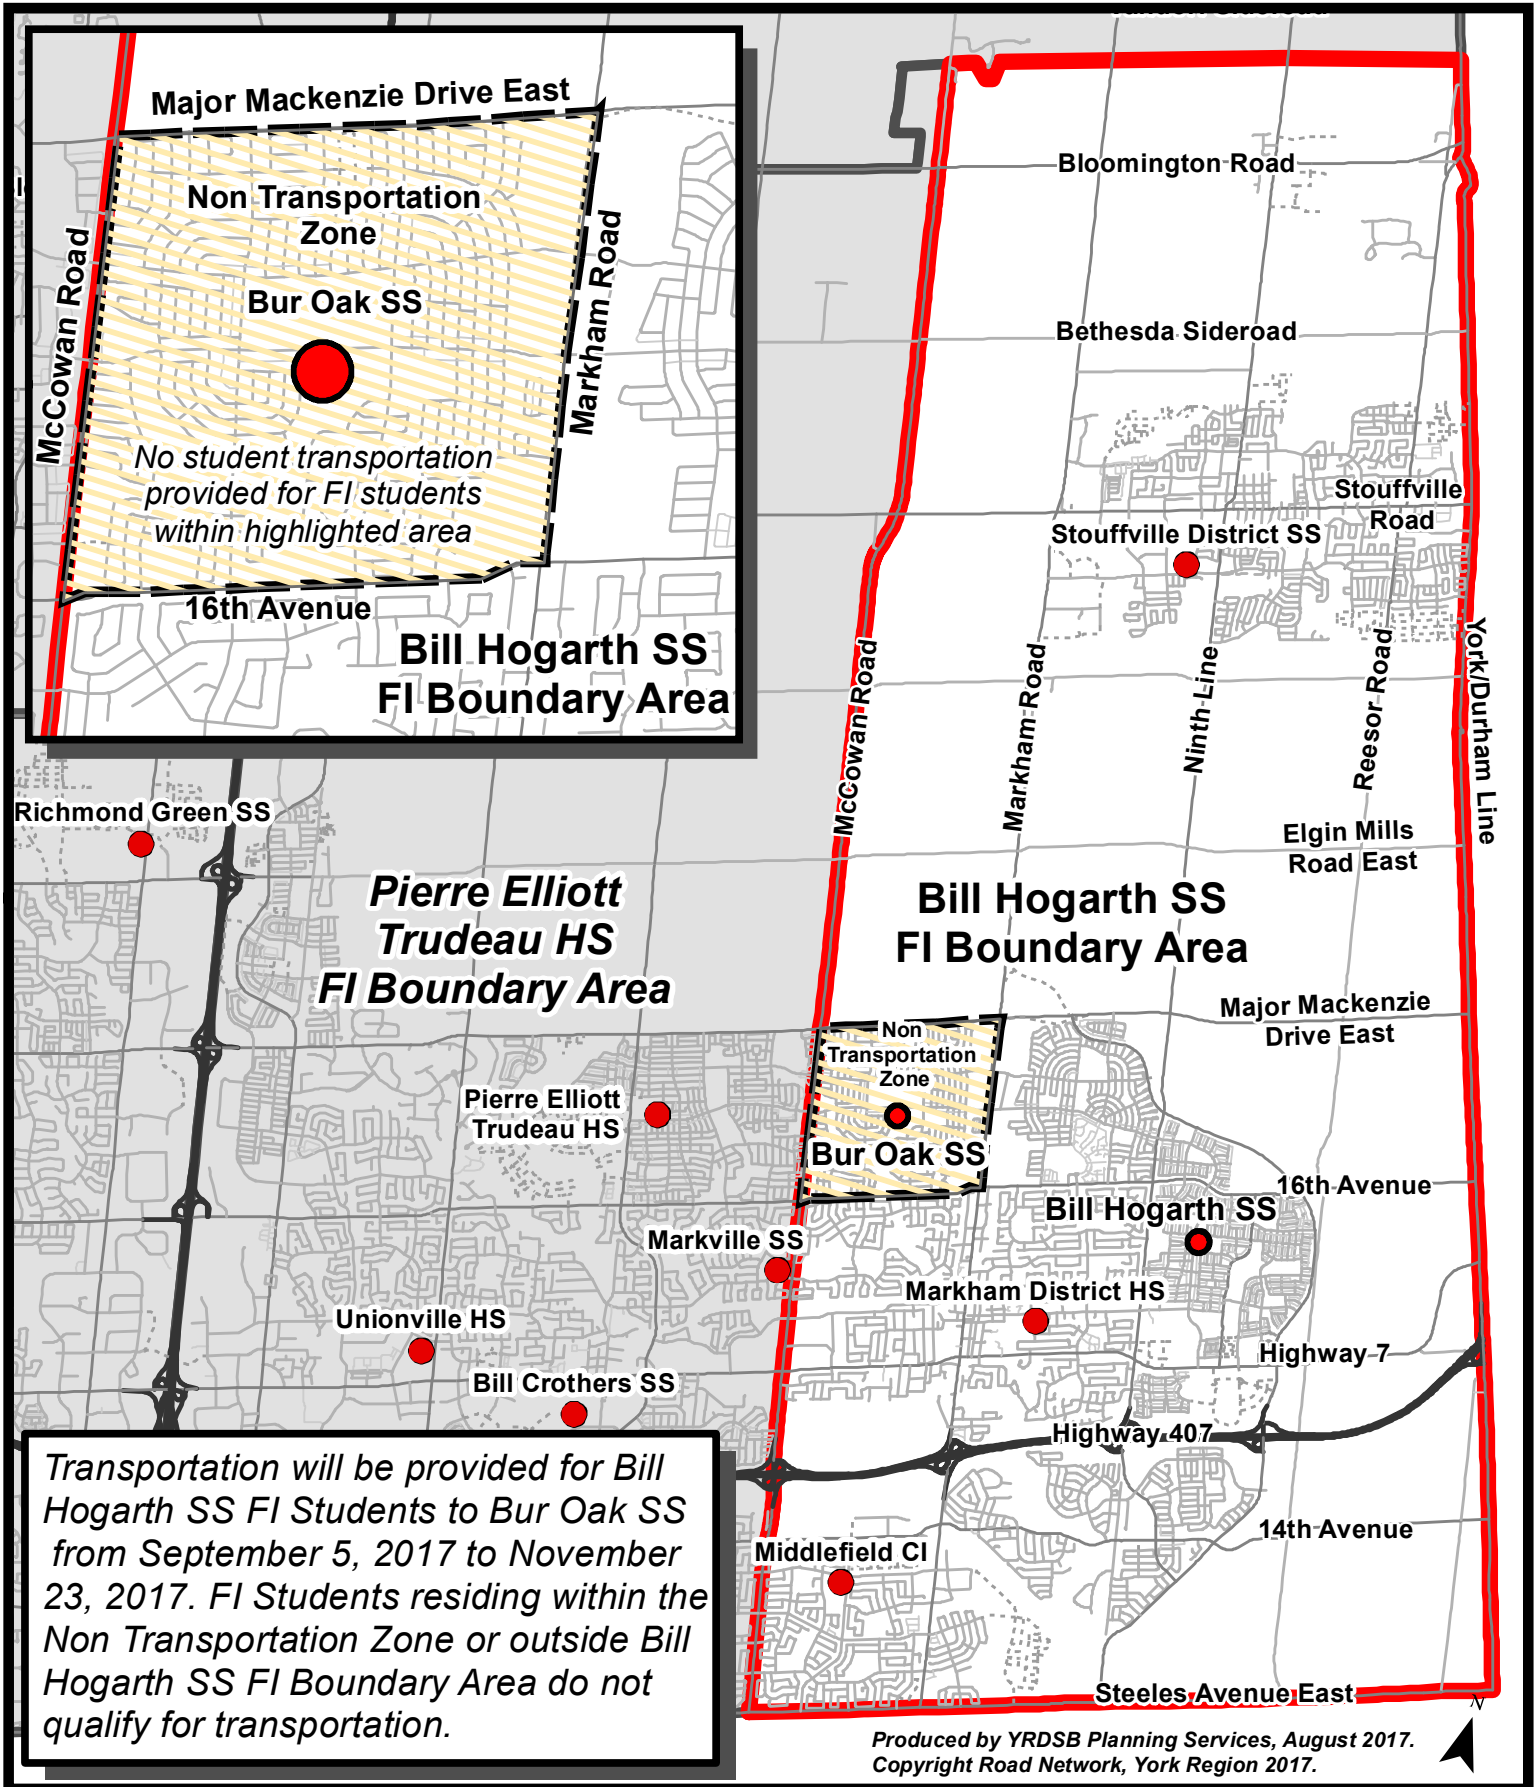 Major Mackenzie Drive East
Non Transportation
Zone
Bur Oak SS
McCowan Road
Markham Road
No student transportation
provided for FI students
within highlighted area
16th Avenue
Bill Hogarth SS
FI Boundary Area
Bloomington Road
Bethesda Sideroad
Stouffville
Road
Stouffville District SS
McCowan Road
Markham Road
Ninth Line
Reesor Road
York/Durham Line
Richmond Green SS
Elgin Mills
Road East
Pierre Elliott
Trudeau HS
FI Boundary Area
Bill Hogarth SS
FI Boundary Area
Major Mackenzie
Drive East
Non
Transportation
Zone
Pierre Elliott
Trudeau HS
Bur Oak SS
16th Avenue
Bill Hogarth SS
Markville SS
Markham District HS
Unionville HS
Highway 7
Bill Crothers SS
Highway 407
14th Avenue
Middlefield CI
Steeles Avenue East
Transportation will be provided for Bill
Hogarth SS FI Students to Bur Oak SS
from September 5, 2017 to November
23, 2017. FI Students residing within the
Non Transportation Zone or outside Bill
Hogarth SS FI Boundary Area do not
qualify for transportation.
N
Produced by YRDSB Planning Services, August 2017.
Copyright Road Network, York Region 2017.